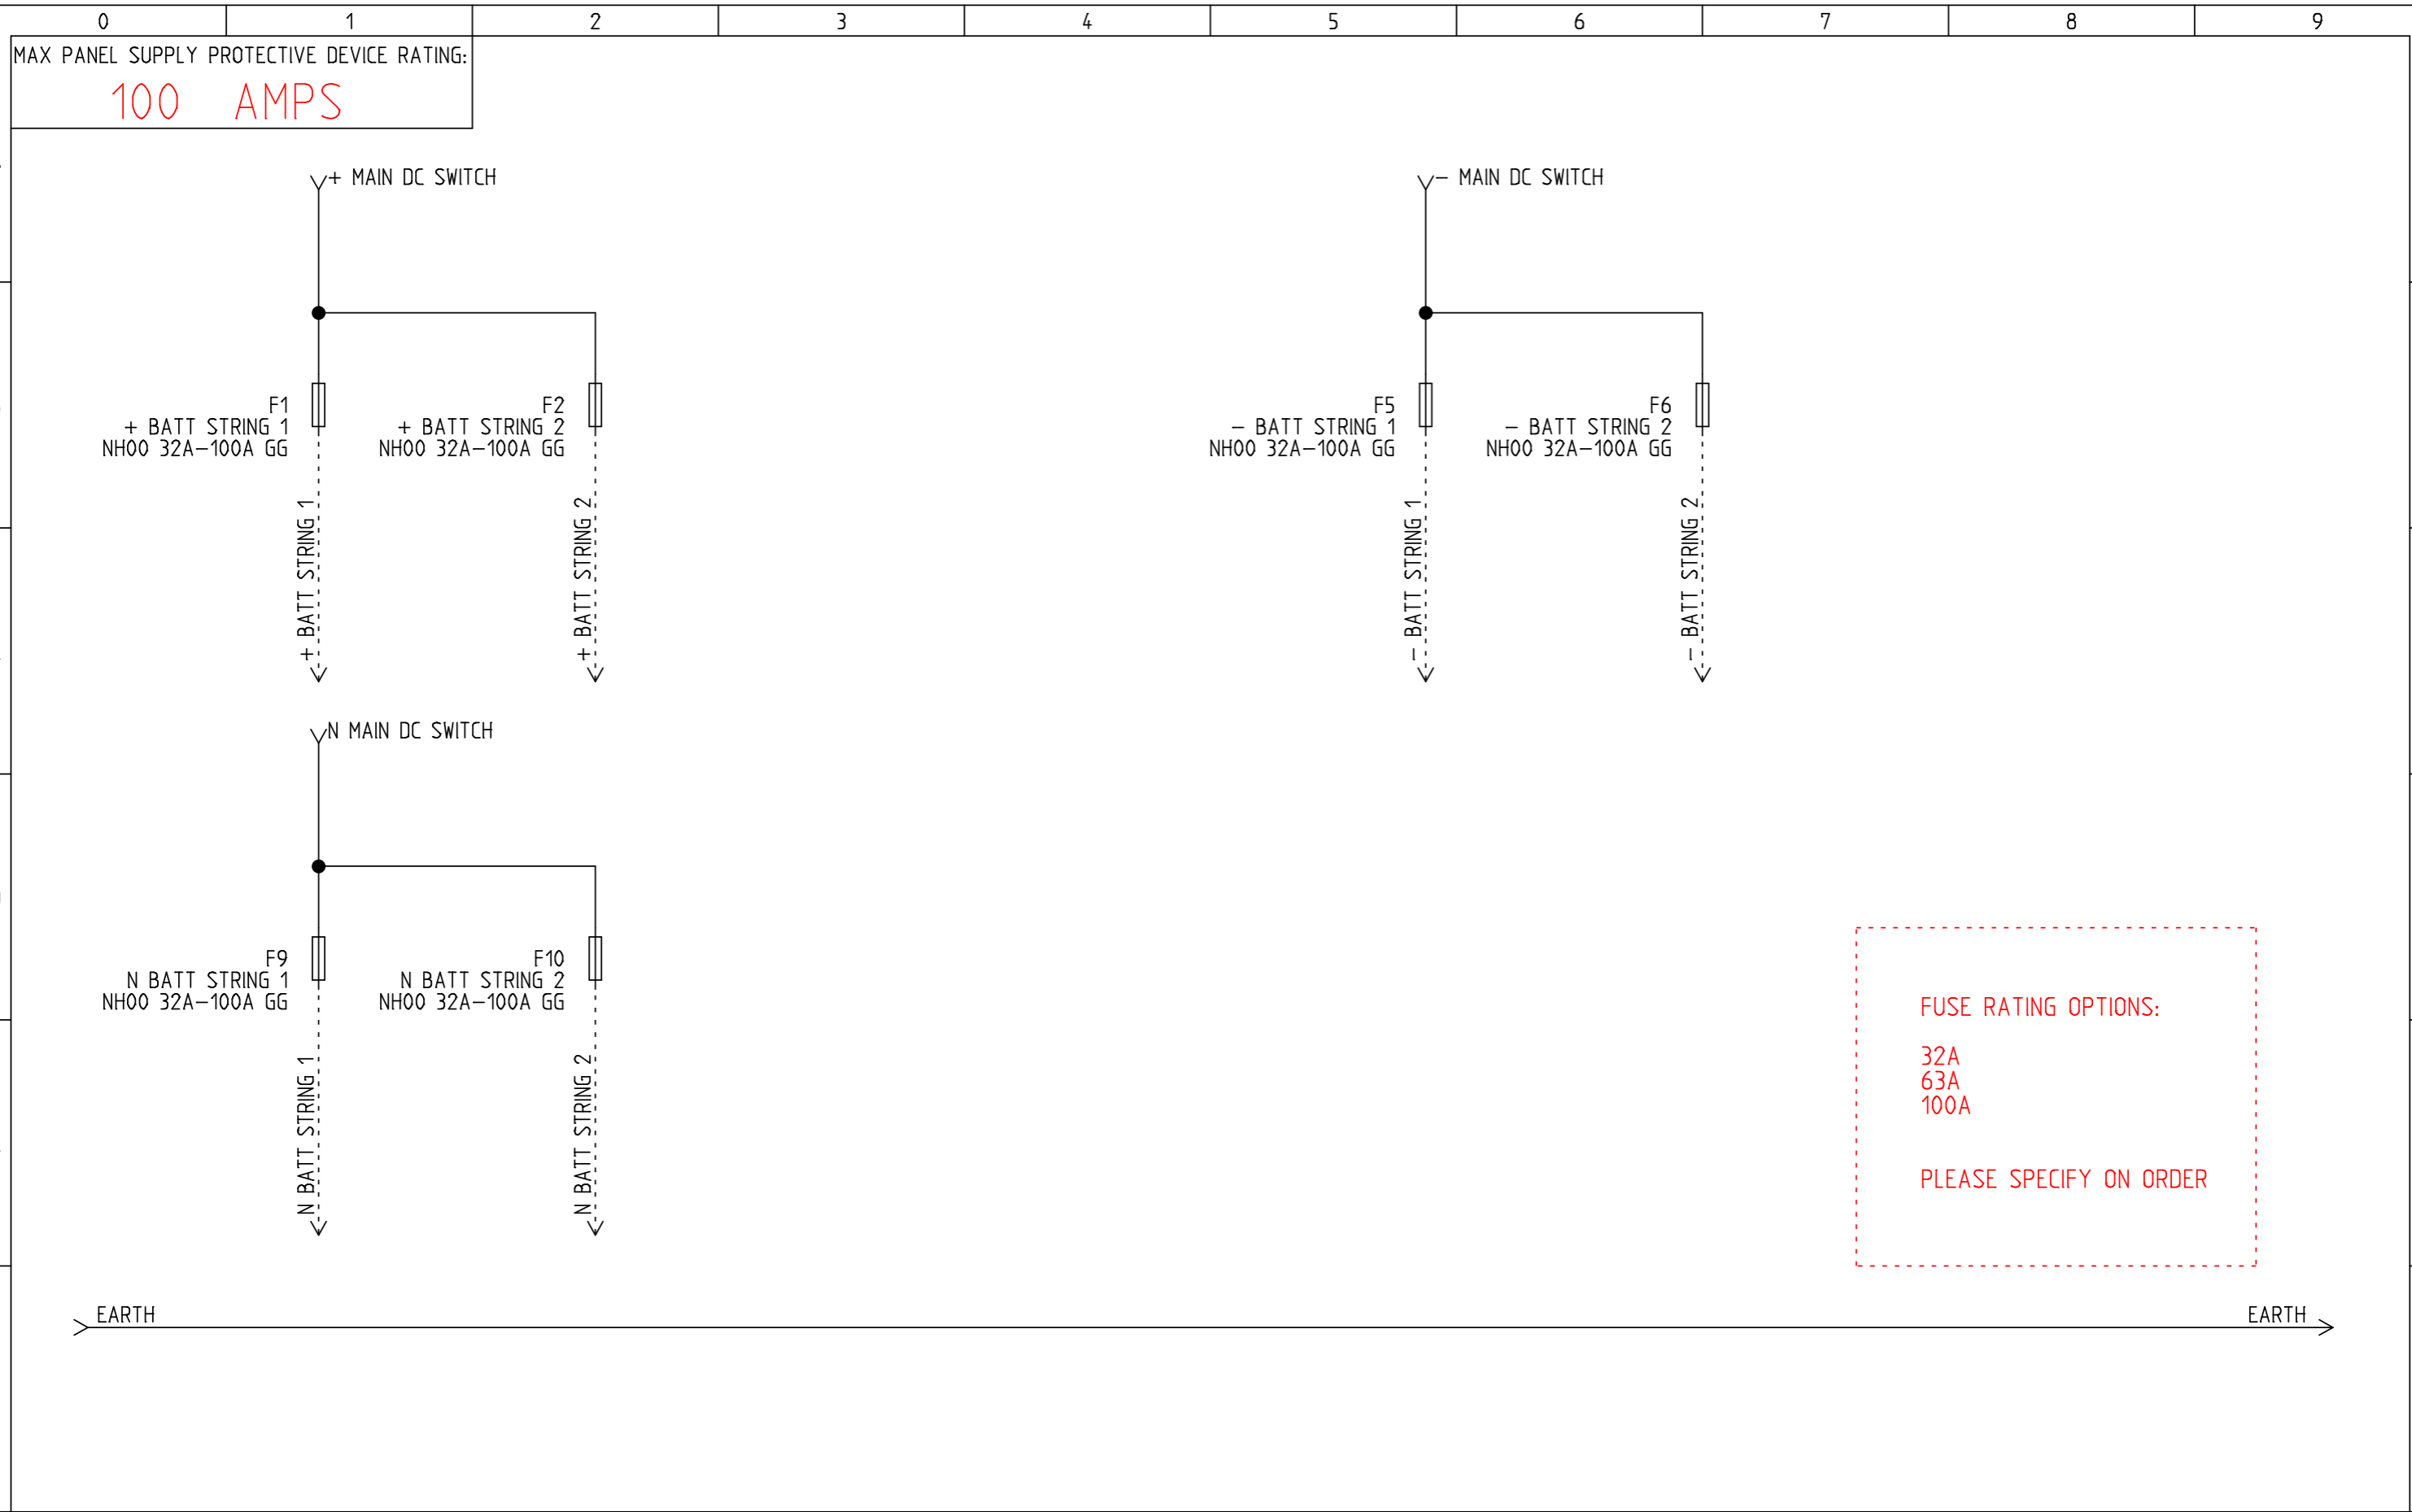 0 1 2 3 4 5 6 7 8 9
MAX PANEL SUPPLY PROTECTIVE DEVICE RATING:
100 AMPS
+ MAIN DC SWITCH
- MAIN DC SWITCH
F1
+ BATT STRING 1
NH00 32A-100A GG
F2
+ BATT STRING 2
NH00 32A-100A GG
F5
- BATT STRING 1
NH00 32A-100A GG
F6
- BATT STRING 2
NH00 32A-100A GG
+ BATT STRING 1
+ BATT STRING 2
- BATT STRING 1
- BATT STRING 2
N MAIN DC SWITCH
F9
N BATT STRING 1
NH00 32A-100A GG
F10
N BATT STRING 2
NH00 32A-100A GG
N BATT STRING 1
N BATT STRING 2
FUSE RATING OPTIONS:
32A
63A
100A
PLEASE SPECIFY ON ORDER
EARTH
EARTH